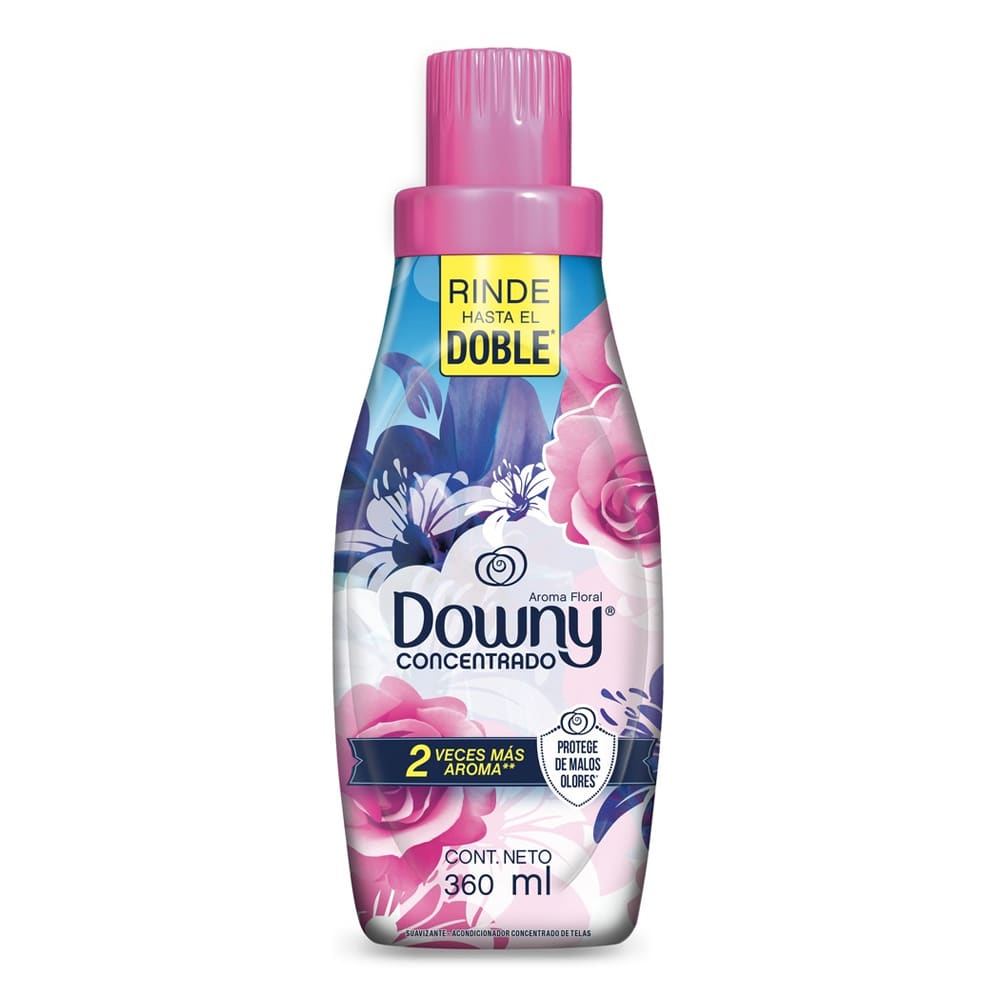 RINDE
HASTA EL
DOBLE*
Aroma Floral
Downy®
CONCENTRADO
2 VECES MÁS
AROMA**
PROTEGE
DE MALOS
OLORES*
CONT. NETO
360 ml
SUAVIZANTE - ACONDICIONADOR CONCENTRADO DE TELAS